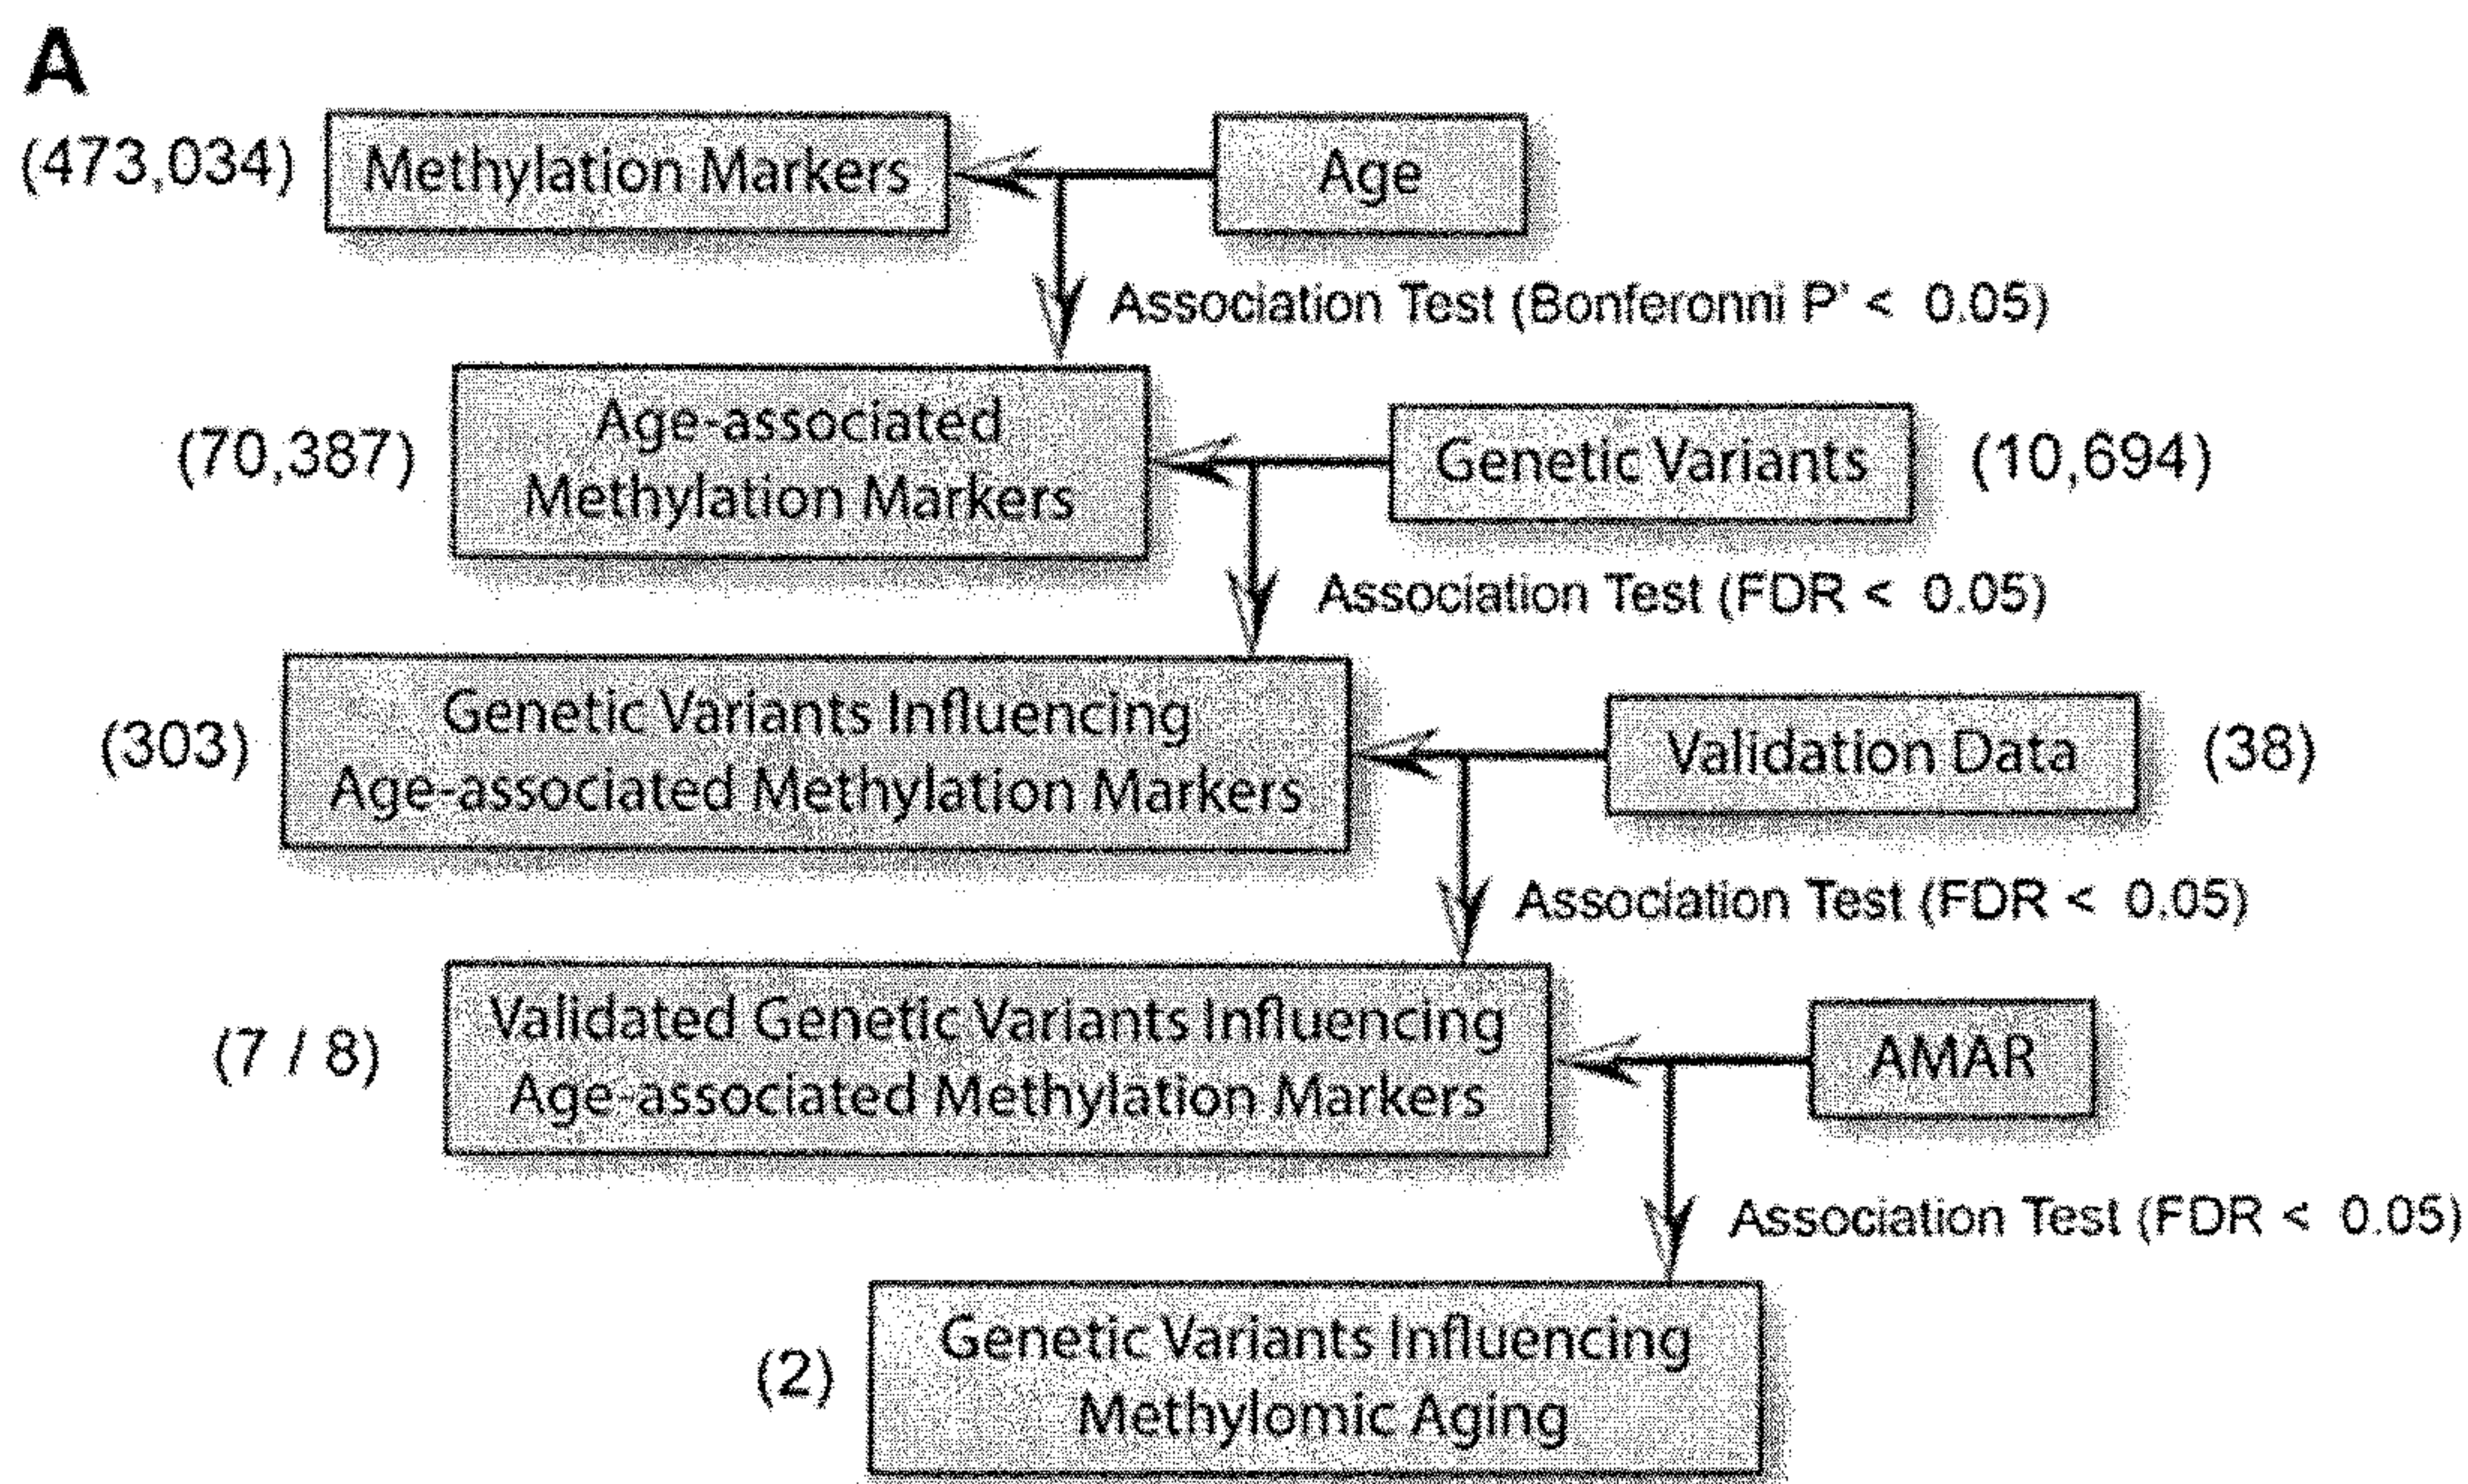 A
(473,034) Methylation Markers Age
Association Test (Bonferonni P' < 0.05)
Age-associated
Methylation Markers
(70,387) Genetic Variants (10,694)
Association Test (FDR < 0.05)
Genetic Variants Influencing
Age-associated Methylation Markers
(303) Validation Data (38)
Association Test (FDR < 0.05)
Validated Genetic Variants Influencing
Age-associated Methylation Markers
(7 / 8) AMAR
Association Test (FDR < 0.05)
Genetic Variants Influencing
Methylomic Aging
(2)